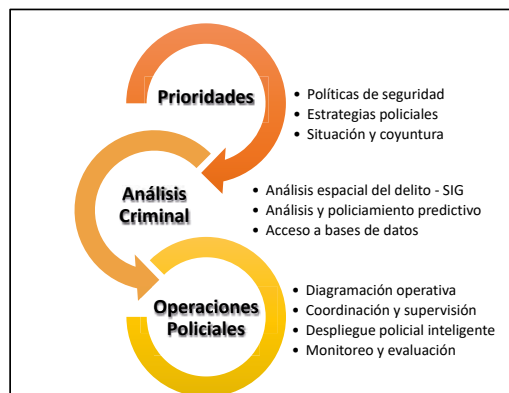 Prioridades
• Políticas de seguridad
• Estrategias policiales
• Situación y coyuntura
Análisis
Criminal
• Análisis espacial del delito - SIG
• Análisis y policiamiento predictivo
• Acceso a bases de datos
Operaciones
Policiales
• Diagramación operativa
• Coordinación y supervisión
• Despliegue policial inteligente
• Monitoreo y evaluación